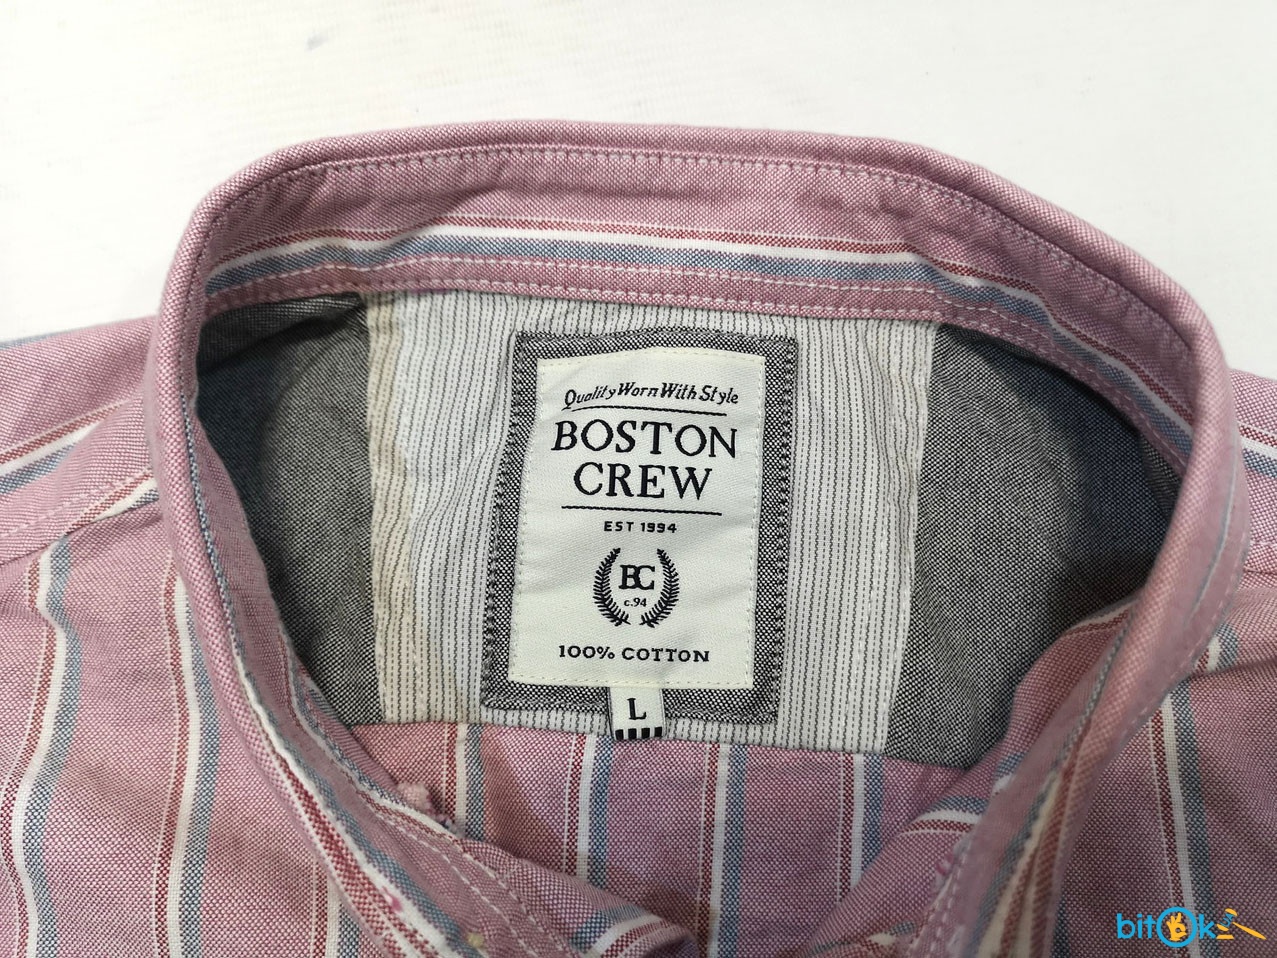 Quality Worn With Style
BOSTON
CREW
EST 1994
BC
c.94
100% COTTON
L
bitok